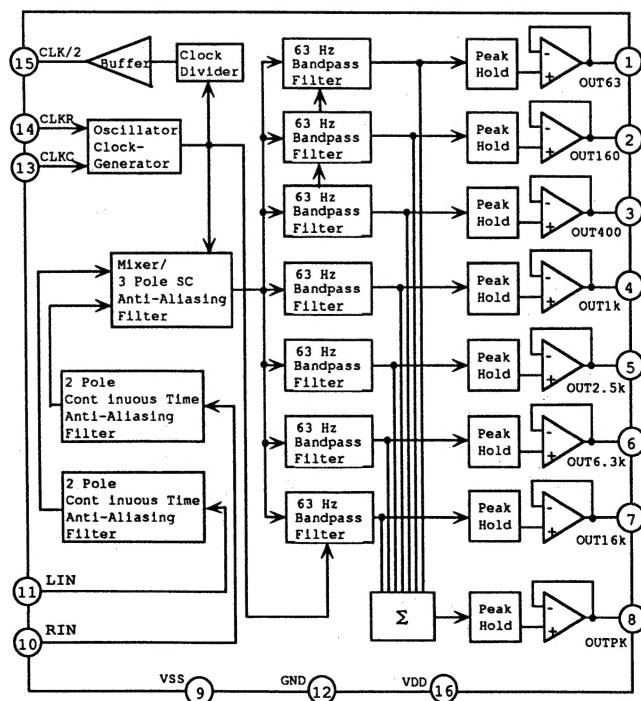 15
CLK/2
Buffer
Clock
Divider
14
CLKR
13
CLKC
Oscillator
Clock-
Generator
Mixer/
3 Pole SC
Anti-Aliasing
Filter
2 Pole
Cont inuous Time
Anti-Aliasing
Filter
2 Pole
Cont inuous Time
Anti-Aliasing
Filter
11
LIN
10
RIN
63 Hz
Bandpass
Filter
Peak
Hold
-
+
1
OUT63
63 Hz
Bandpass
Filter
Peak
Hold
-
+
2
OUT160
63 Hz
Bandpass
Filter
Peak
Hold
-
+
3
OUT400
63 Hz
Bandpass
Filter
Peak
Hold
-
+
4
OUT1k
63 Hz
Bandpass
Filter
Peak
Hold
-
+
5
OUT2.5k
63 Hz
Bandpass
Filter
Peak
Hold
-
+
6
OUT6.3k
63 Hz
Bandpass
Filter
Peak
Hold
-
+
7
OUT16k
Σ
Peak
Hold
-
+
8
OUTPK
VSS
9
GND
12
VDD
16